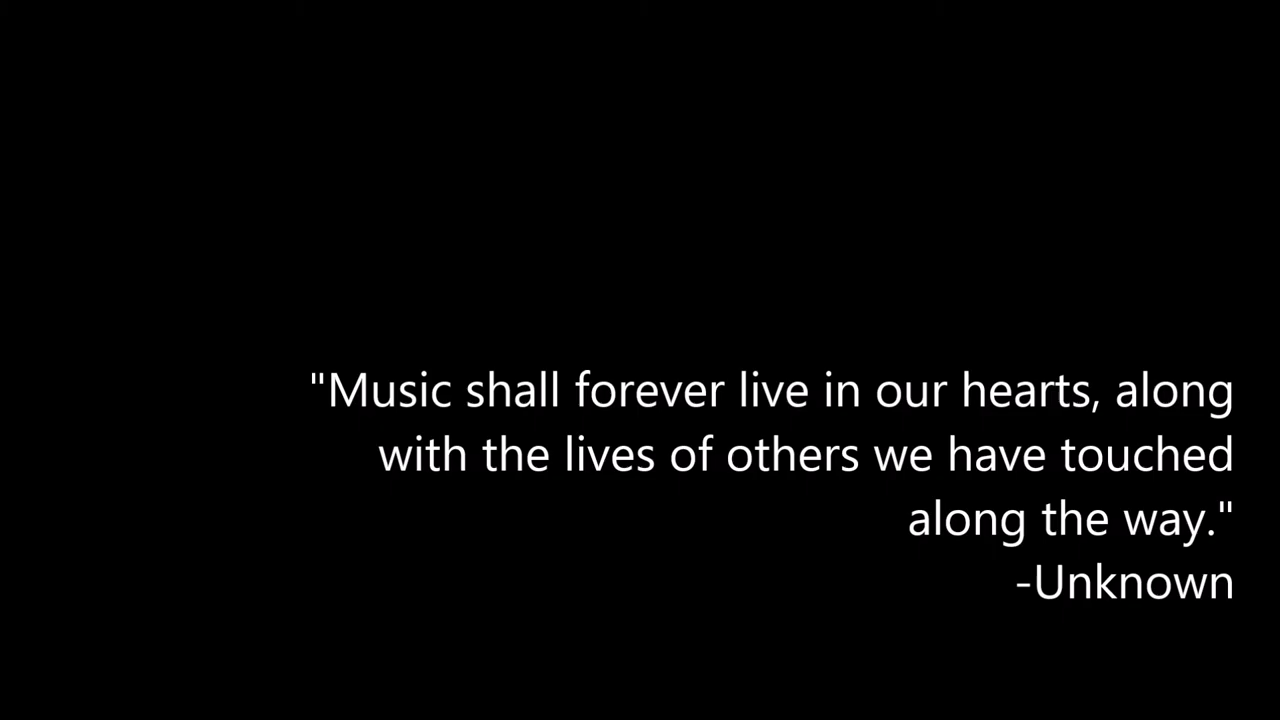 "Music shall forever live in our hearts, along
with the lives of others we have touched
along the way."
-Unknown